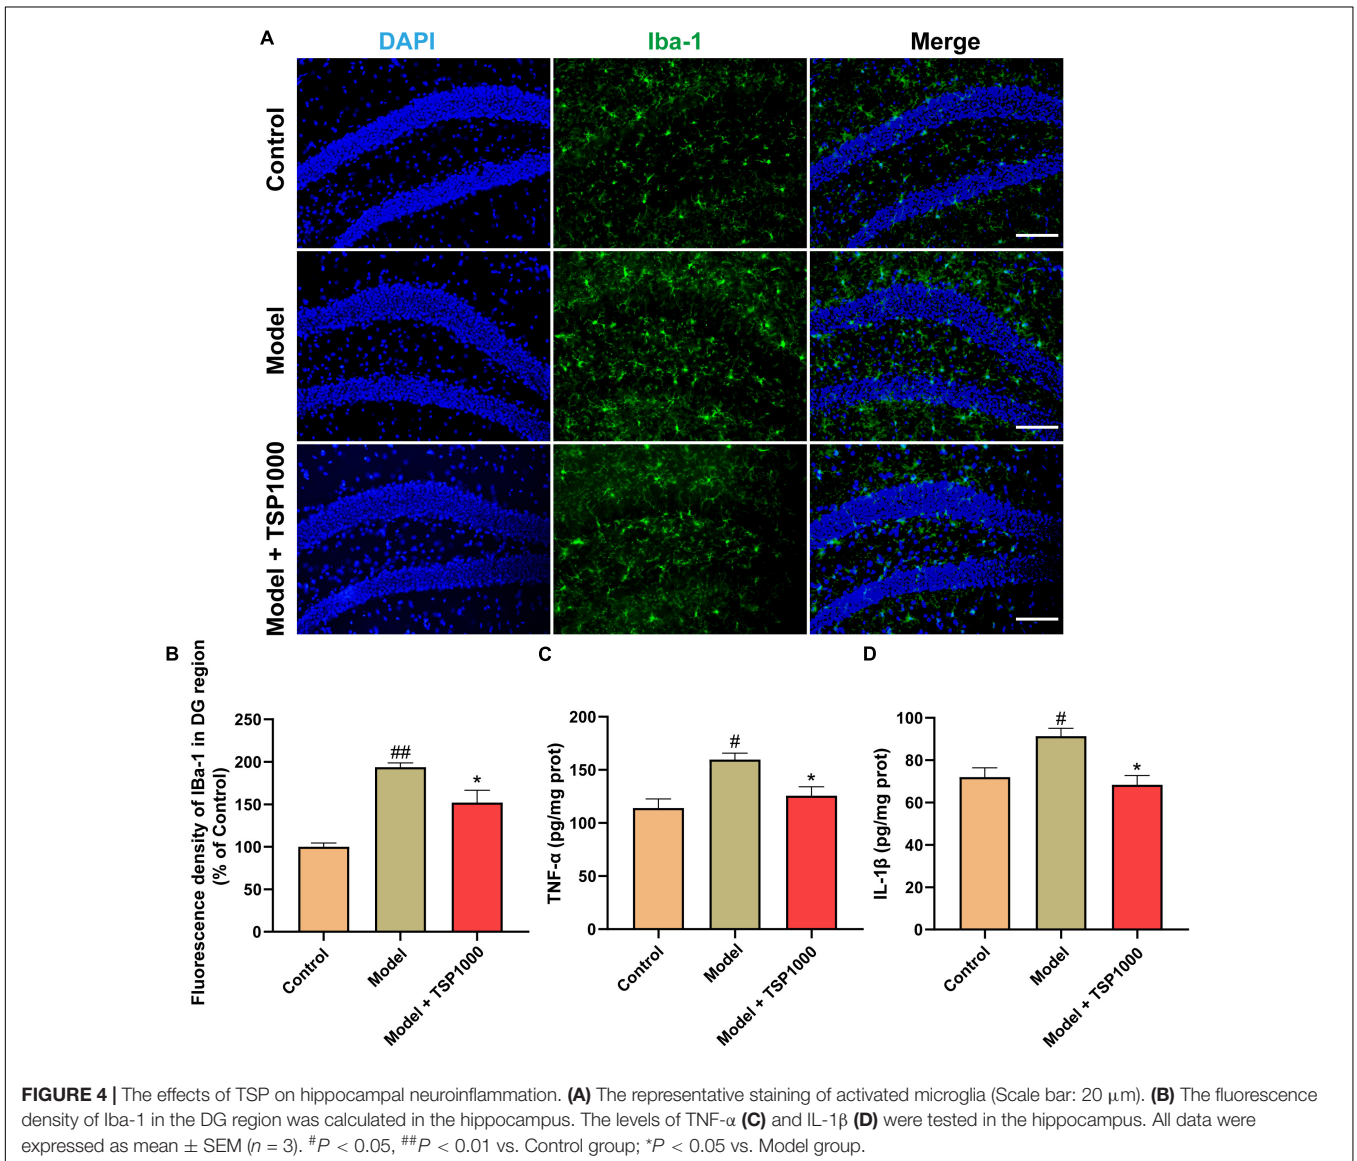 A
DAPI
Iba-1
Merge
Control
Model
Model + TSP1000
B
Fluorescence density of IBa-1 in DG region
(% of Control)
250
200
150
100
50
0
##
*
Control
Model
Model + TSP1000
C
TNF-α (pg/mg prot)
200
150
100
50
0
#
*
Control
Model
Model + TSP1000
D
IL-1β (pg/mg prot)
100
80
60
40
20
0
#
*
Control
Model
Model + TSP1000
FIGURE 4 | The effects of TSP on hippocampal neuroinflammation. (A) The representative staining of activated microglia (Scale bar: 20 μm). (B) The fluorescence
density of Iba-1 in the DG region was calculated in the hippocampus. The levels of TNF-α (C) and IL-1β (D) were tested in the hippocampus. All data were
expressed as mean ± SEM (n = 3). #P < 0.05, ##P < 0.01 vs. Control group; *P < 0.05 vs. Model group.